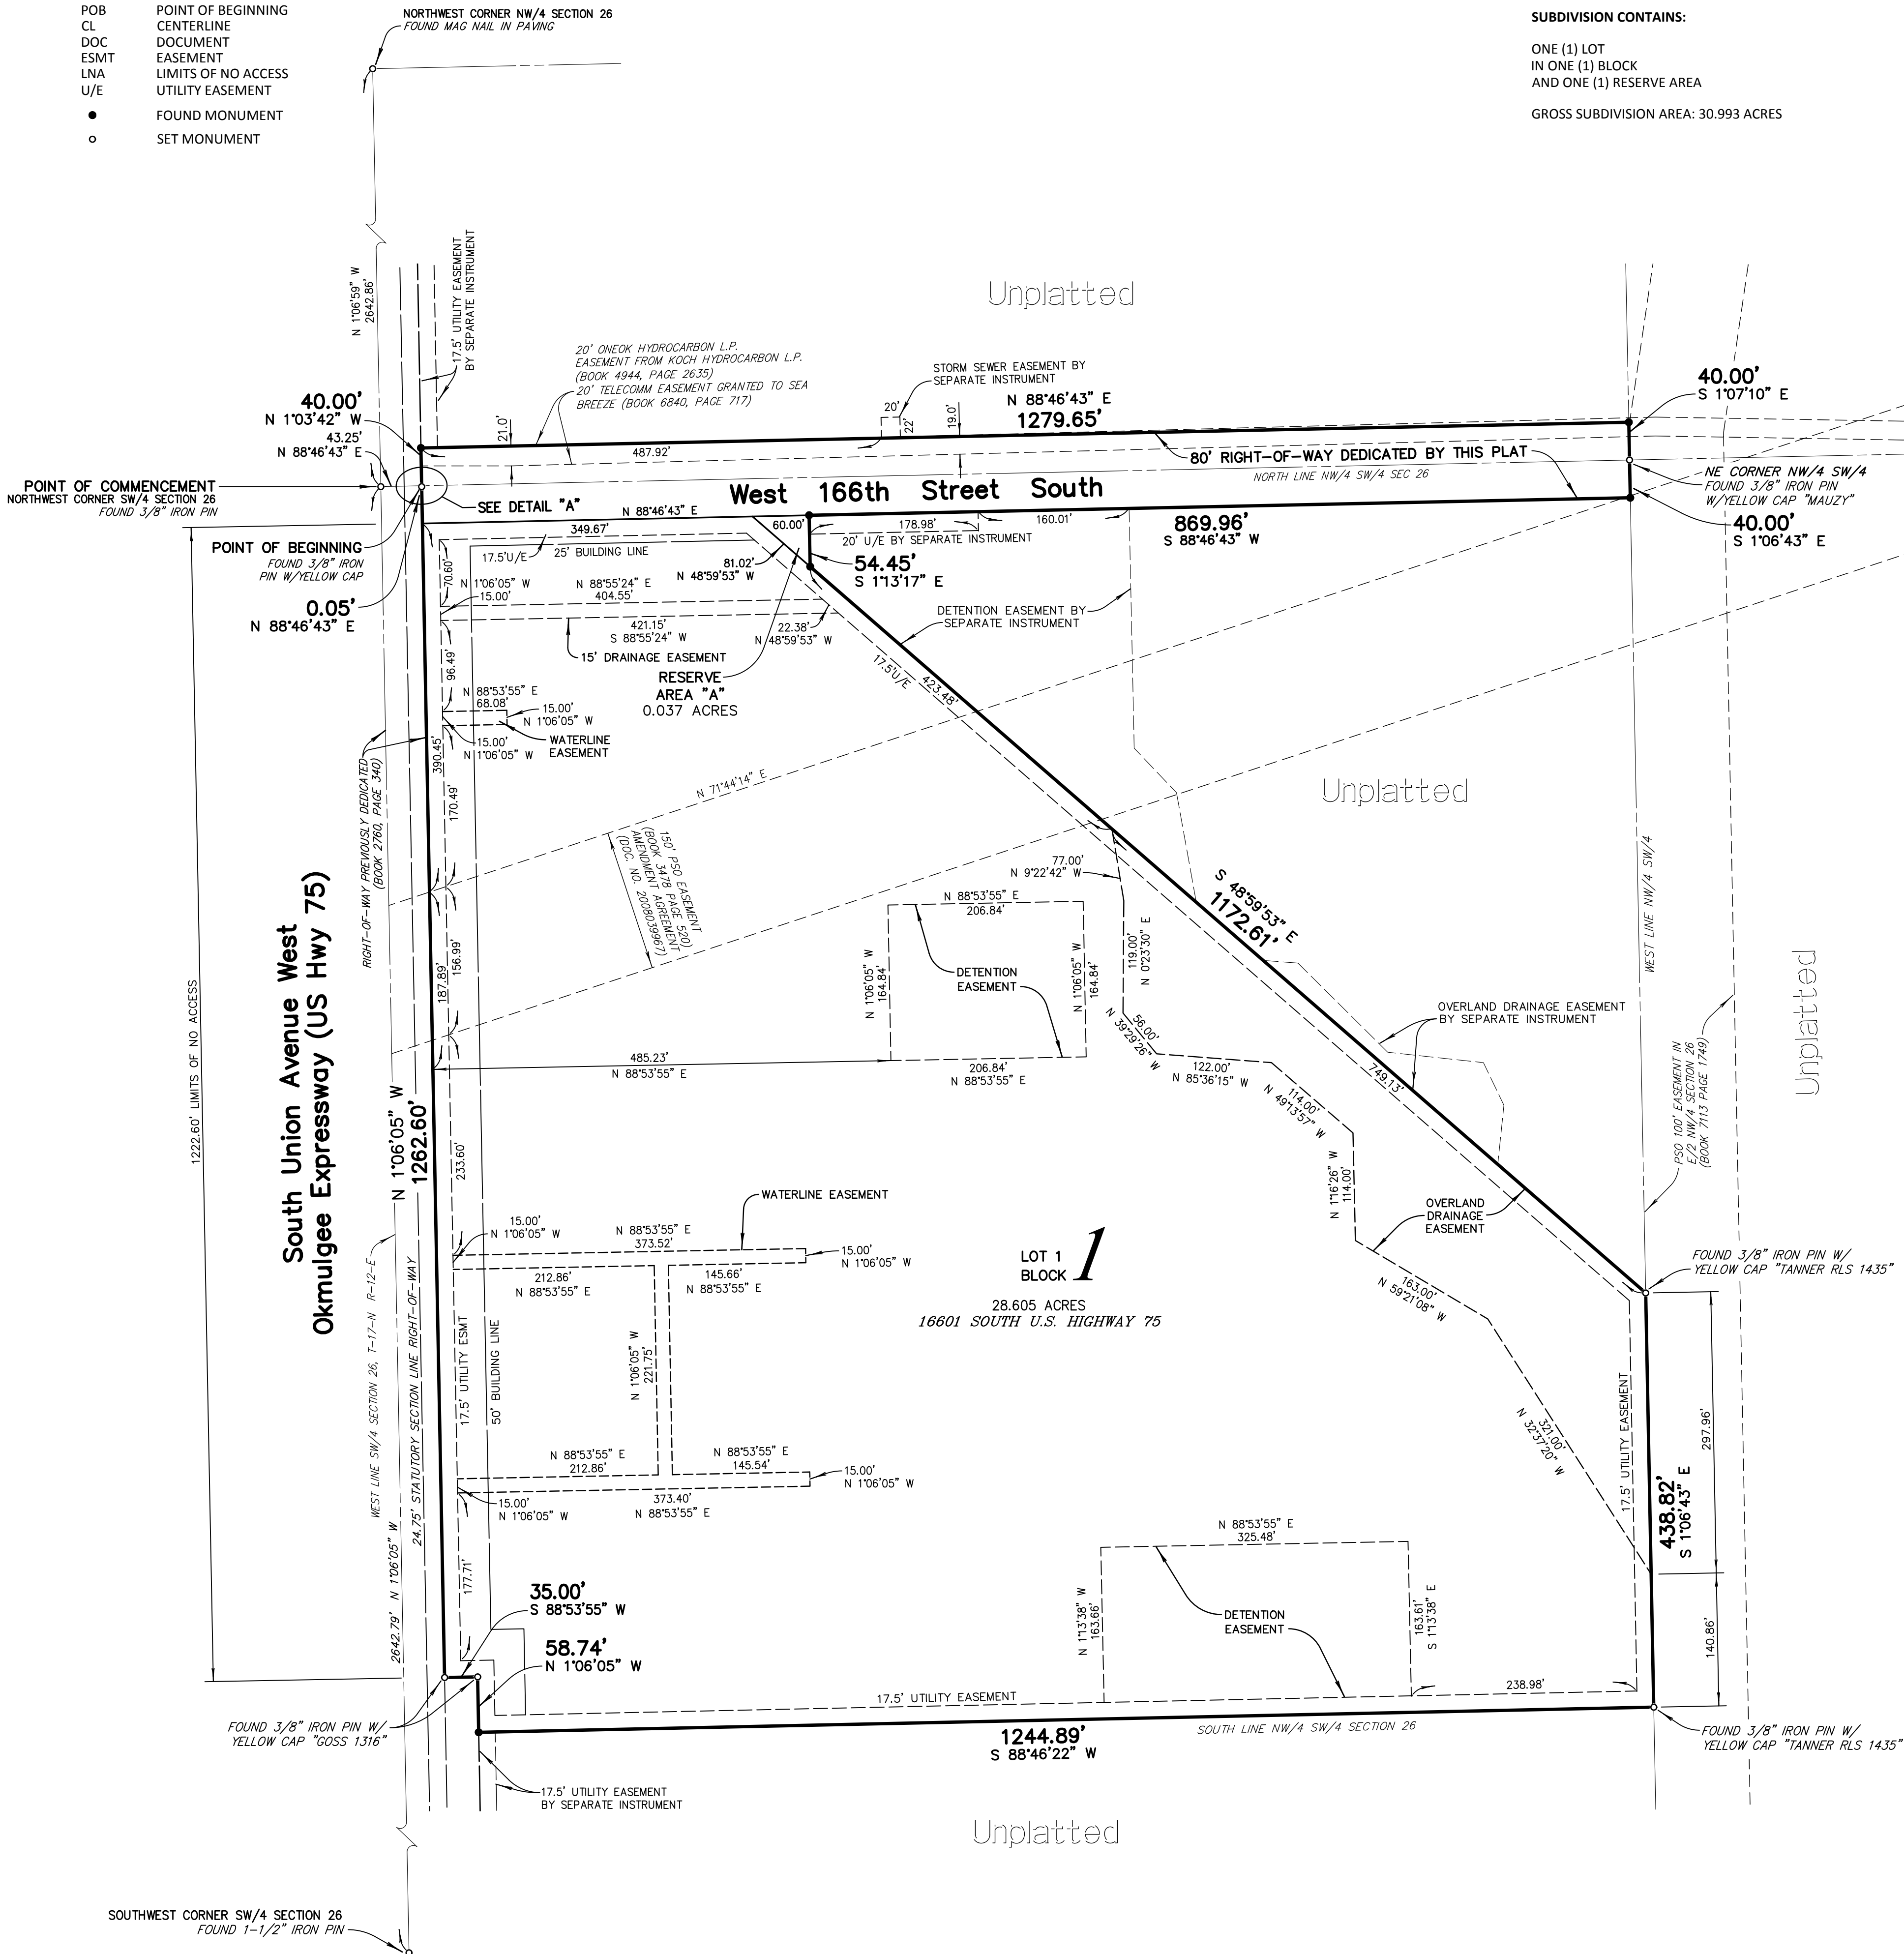 POB POINT OF BEGINNING
CL CENTERLINE
DOC DOCUMENT
ESMT EASEMENT
LNA LIMITS OF NO ACCESS
U/E UTILITY EASEMENT
FOUND MONUMENT
SET MONUMENT
NORTHWEST CORNER NW/4 SECTION 26
FOUND MAG NAIL IN PAVING
SUBDIVISION CONTAINS:
ONE (1) LOT
IN ONE (1) BLOCK
AND ONE (1) RESERVE AREA
GROSS SUBDIVISION AREA: 30.993 ACRES
N 1°06'59" W
2642.86'
17.5' UTILITY EASEMENT
BY SEPARATE INSTRUMENT
Unplatted
20' ONEOK HYDROCARBON L.P.
EASEMENT FROM KOCH HYDROCARBON L.P.
(BOOK 4944, PAGE 2635)
20' TELECOMM EASEMENT GRANTED TO SEA
BREEZE (BOOK 6840, PAGE 717)
STORM SEWER EASEMENT BY
SEPARATE INSTRUMENT
20'
22'
19.0'
N 88°46'43" E
1279.65'
40.00'
S 1°07'10" E
40.00'
N 1°03'42" W
43.25'
N 88°46'43" E
21.0'
487.92'
80' RIGHT-OF-WAY DEDICATED BY THIS PLAT
NORTH LINE NW/4 SW/4 SEC 26
NE CORNER NW/4 SW/4
FOUND 3/8" IRON PIN
W/YELLOW CAP "MAUZY"
POINT OF COMMENCEMENT
NORTHWEST CORNER SW/4 SECTION 26
FOUND 3/8" IRON PIN
SEE DETAIL "A"
West 166th Street South
N 88°46'43" E
349.67'
60.00'
178.98'
160.01'
869.96'
S 88°46'43" W
40.00'
S 1°06'43" E
20' U/E BY SEPARATE INSTRUMENT
POINT OF BEGINNING
FOUND 3/8" IRON
PIN W/YELLOW CAP
17.5'U/E
25' BUILDING LINE
81.02'
N 48°59'53" W
54.45'
S 1°13'17" E
0.05'
N 88°46'43" E
70.60'
N 1°06'05" W
15.00'
N 88°55'24" E
404.55'
421.15'
S 88°55'24" W
22.38'
N 48°59'53" W
DETENTION EASEMENT BY
SEPARATE INSTRUMENT
15' DRAINAGE EASEMENT
RESERVE
AREA "A"
0.037 ACRES
17.5'U/E
423.48'
96.49'
N 88°53'55" E
68.08'
15.00'
N 1°06'05" W
15.00'
N 1°06'05" W
WATERLINE
EASEMENT
RIGHT-OF-WAY PREVIOUSLY DEDICATED
(BOOK 2760, PAGE 340)
390.45'
170.49'
N 71°44'14" E
150' PSO EASEMENT
(BOOK 3478 PAGE 520)
AMENDMENT AGREEMENT
(DOC. NO. 2008039967)
Unplatted
WEST LINE NW/4 SW/4
77.00'
N 9°22'42" W
N 88°53'55" E
206.84'
S 48°59'53" E
1172.61'
119.00'
N 0°23'30" E
N 1°06'05" W
164.84'
DETENTION
EASEMENT
N 1°06'05" W
164.84'
187.89'
156.99'
South Union Avenue West
Okmulgee Expressway (US Hwy 75)
1222.60' LIMITS OF NO ACCESS
485.23'
N 88°53'55" E
206.84'
N 88°53'55" E
56.00'
N 39°29'26" W
122.00'
N 85°36'15" W
114.00'
N 49°13'57" W
OVERLAND DRAINAGE EASEMENT
BY SEPARATE INSTRUMENT
749.13'
PSO 100' EASEMENT IN
E/2 NW/4 SECTION 26
(BOOK 7113 PAGE 1749)
Unplatted
N 1°06'05" W
1262.60'
233.60'
N 1°16'26" W
114.00'
OVERLAND
DRAINAGE
EASEMENT
WATERLINE EASEMENT
15.00'
N 1°06'05" W
N 88°53'55" E
373.52'
15.00'
N 1°06'05" W
212.86'
N 88°53'55" E
145.66'
N 88°53'55" E
LOT 1
BLOCK 1
28.605 ACRES
16601 SOUTH U.S. HIGHWAY 75
FOUND 3/8" IRON PIN W/
YELLOW CAP "TANNER RLS 1435"
163.00'
N 59°21'08" W
WEST LINE SW/4 SECTION 26, T-17-N R-12-E
24.75' STATUTORY SECTION LINE RIGHT-OF-WAY
17.5' UTILITY ESMT
50' BUILDING LINE
N 1°06'05" W
221.75'
321.00'
N 32°37'20" W
17.5' UTILITY EASEMENT
297.96'
438.82'
S 1°06'43" E
N 88°53'55" E
212.86'
N 88°53'55" E
145.54'
15.00'
N 1°06'05" W
15.00'
N 1°06'05" W
373.40'
N 88°53'55" E
2642.79' N 1°06'05" W
177.71'
N 88°53'55" E
325.48'
N 1°13'38" W
163.66'
DETENTION
EASEMENT
163.61'
S 1°13'38" E
140.86'
35.00'
S 88°53'55" W
58.74'
N 1°06'05" W
17.5' UTILITY EASEMENT
238.98'
FOUND 3/8" IRON PIN W/
YELLOW CAP "GOSS 1316"
1244.89'
S 88°46'22" W
SOUTH LINE NW/4 SW/4 SECTION 26
FOUND 3/8" IRON PIN W/
YELLOW CAP "TANNER RLS 1435"
17.5' UTILITY EASEMENT
BY SEPARATE INSTRUMENT
Unplatted
SOUTHWEST CORNER SW/4 SECTION 26
FOUND 1-1/2" IRON PIN